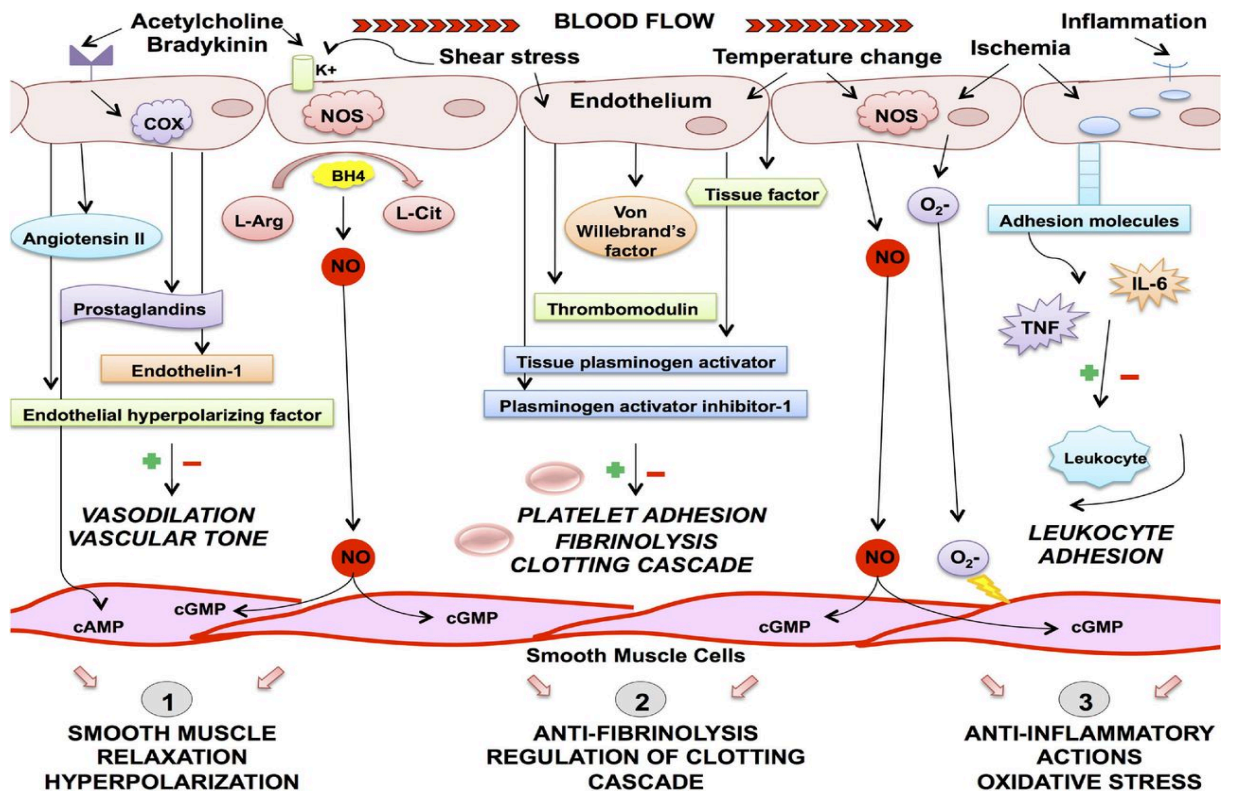 Acetylcholine
Bradykinin
BLOOD FLOW
Inflammation
K+
Shear stress
Temperature change
Ischemia
COX
NOS
Endothelium
NOS
BH4
L-Arg
L-Cit
Tissue factor
O2-
Angiotensin II
Von
Willebrand's
factor
Adhesion molecules
NO
NO
IL-6
Prostaglandins
Thrombomodulin
TNF
Endothelin-1
Tissue plasminogen activator
Endothelial hyperpolarizing factor
Plasminogen activator inhibitor-1
Leukocyte
VASODILATION
VASCULAR TONE
PLATELET ADHESION
FIBRINOLYSIS
CLOTTING CASCADE
LEUKOCYTE
ADHESION
NO
NO
O2-
cAMP
cGMP
cGMP
cGMP
cGMP
Smooth Muscle Cells
1
SMOOTH MUSCLE
RELAXATION
HYPERPOLARIZATION
2
ANTI-FIBRINOLYSIS
REGULATION OF CLOTTING
CASCADE
3
ANTI-INFLAMMATORY
ACTIONS
OXIDATIVE STRESS